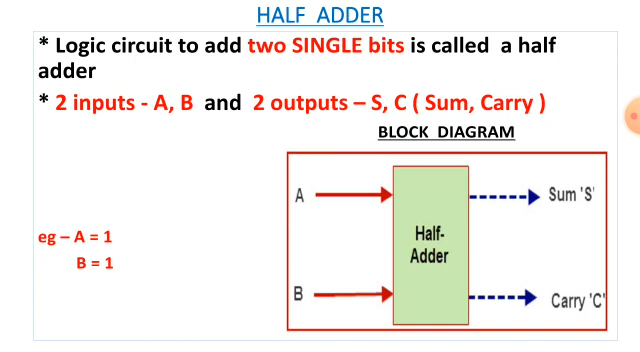 HALF ADDER
* Logic circuit to add two SINGLE bits is called a half
adder
* 2 inputs - A, B and 2 outputs – S, C ( Sum, Carry )
BLOCK DIAGRAM
A
Sum 'S'
Half-
Adder
eg – A = 1
B = 1
B
Carry 'C'